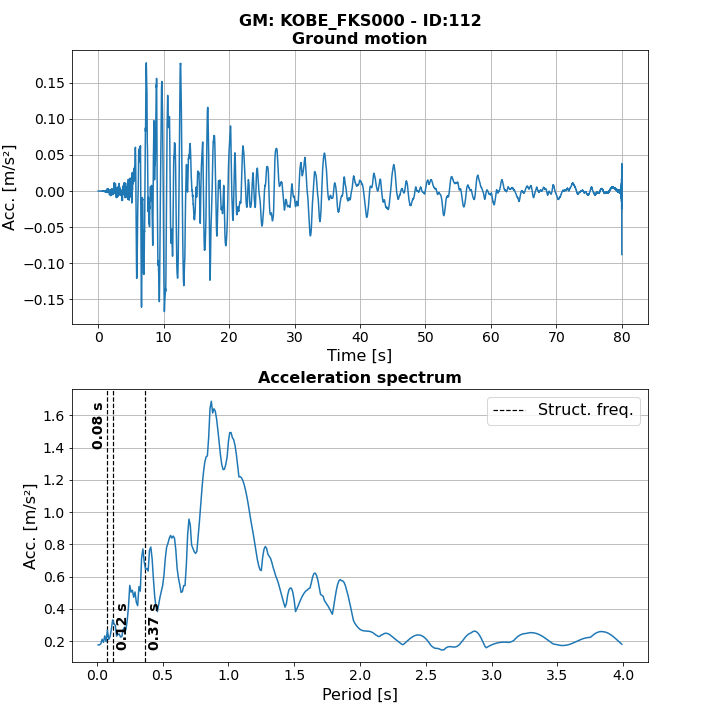 GM: KOBE_FKS000 - ID:112
Ground motion
Acc. [m/s²]
0.15
0.10
0.05
0.00
−0.05
−0.10
−0.15
0 10 20 30 40 50 60 70 80
Time [s]
Acceleration spectrum
Acc. [m/s²]
1.6
1.4
1.2
1.0
0.8
0.6
0.4
0.2
0.08 s
0.12 s
0.37 s
Struct. freq.
0.0 0.5 1.0 1.5 2.0 2.5 3.0 3.5 4.0
Period [s]